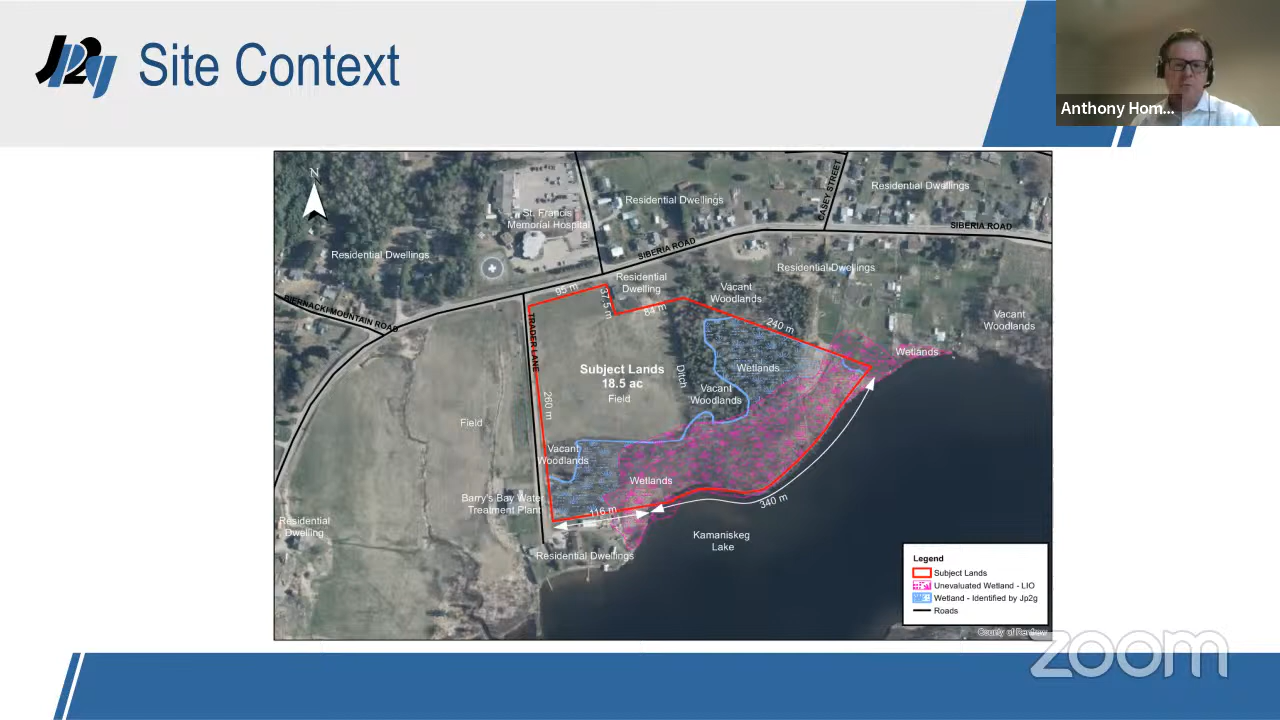 Jp2g Site Context
Anthony Hom...
N
Residential Dwellings
St. Francis
Memorial Hospital
Residential Dwellings
CASEY STREET
Residential Dwellings
SIBERIA ROAD
SIBERIA ROAD
BIERNACKI MOUNTAIN ROAD
Residential
Dwelling
Residential Dwellings
95 m
37.5 m
84 m
Vacant
Woodlands
240 m
Vacant
Woodlands
TRADER LANE
Wetlands
Subject Lands
18.5 ac
Field
Ditch
Wetlands
Vacant
Woodlands
260 m
Field
Vacant
Woodlands
Wetlands
Barry's Bay Water
Treatment Plant
116 m
340 m
Residential
Dwelling
Kamaniskeg
Lake
Residential Dwellings
Legend
Subject Lands
Unevaluated Wetland - LIO
Wetland - Identified by Jp2g
Roads
County of Renfrew
zoom